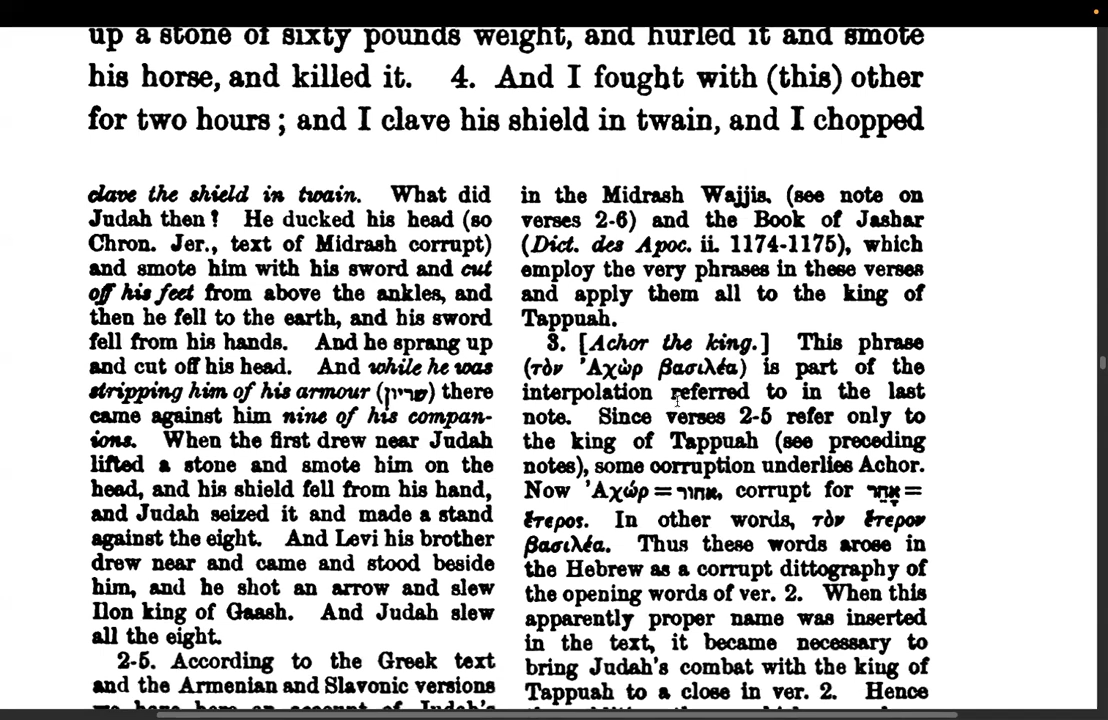 up a stone of sixty pounds weight, and hurled it and smote
his horse, and killed it. 4. And I fought with (this) other
for two hours ; and I clave his shield in twain, and I chopped
clave the shield in twain. What did
Judah then? He ducked his head (so
Chron. Jer., text of Midrash corrupt)
and smote him with his sword and cut
off his feet from above the ankles, and
then he fell to the earth, and his sword
fell from his hands. And he sprang up
and cut off his head. And while he was
stripping him of his armour (שריון) there
came against him nine of his compan-
ions. When the first drew near Judah
lifted a stone and smote him on the
head, and his shield fell from his hand,
and Judah seized it and made a stand
against the eight. And Levi his brother
drew near and came and stood beside
him, and he shot an arrow and slew
Ilon king of Gaash. And Judah slew
all the eight.
2-5. According to the Greek text
and the Armenian and Slavonic versions
we have here an account of Judah's
in the Midrash Wajjis. (see note on
verses 2-6) and the Book of Jashar
(Dict. des Apoc. ii. 1174-1175), which
employ the very phrases in these verses
and apply them all to the king of
Tappuah.
3. [Achor the king.] This phrase
(τὸν Ἀχὼρ βασιλέα) is part of the
interpolation referred to in the last
note. Since verses 2-5 refer only to
the king of Tappuah (see preceding
notes), some corruption underlies Achor.
Now Ἀχώρ = אחור, corrupt for אַחֵר =
ἕτερος. In other words, τὸν ἕτερον
βασιλέα. Thus these words arose in
the Hebrew as a corrupt dittography of
the opening words of ver. 2. When this
apparently proper name was inserted
in the text, it became necessary to
bring Judah's combat with the king of
Tappuah to a close in ver. 2. Hence